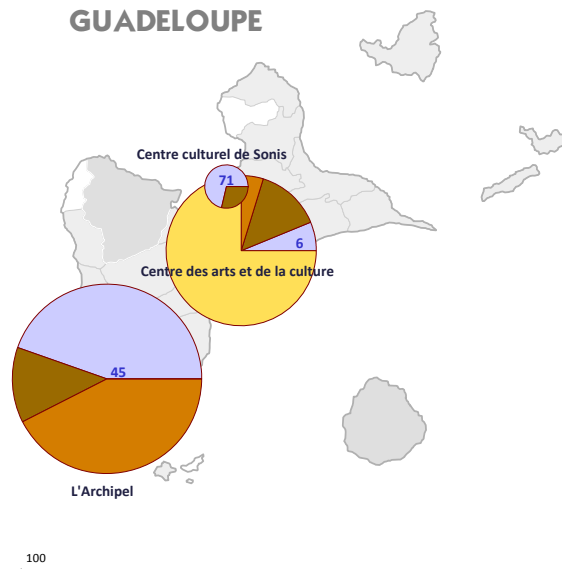 GUADELOUPE
Centre culturel de Sonis
71
6
Centre des arts et de la culture
45
L'Archipel
100